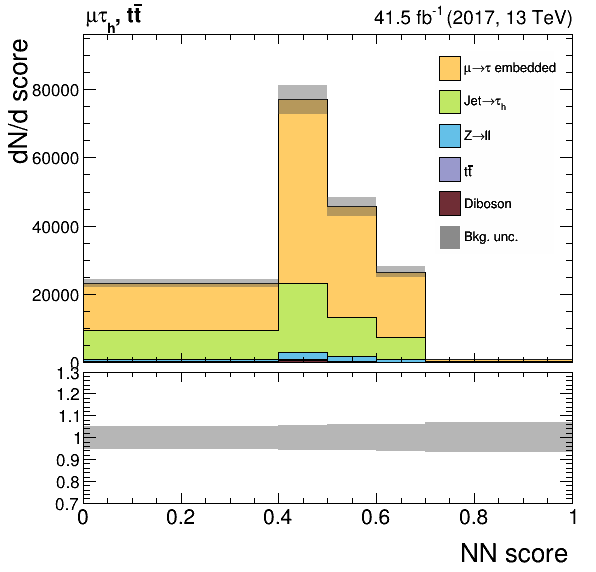 μτh, tt̄ 41.5 fb⁻¹ (2017, 13 TeV)
dN/d score
80000
60000
40000
20000
0
μ→τ embedded
Jet→τh
Z→ll
tt̄
Diboson
Bkg. unc.
1.3
1.2
1.1
1
0.9
0.8
0.7
0 0.2 0.4 0.6 0.8 1
NN score